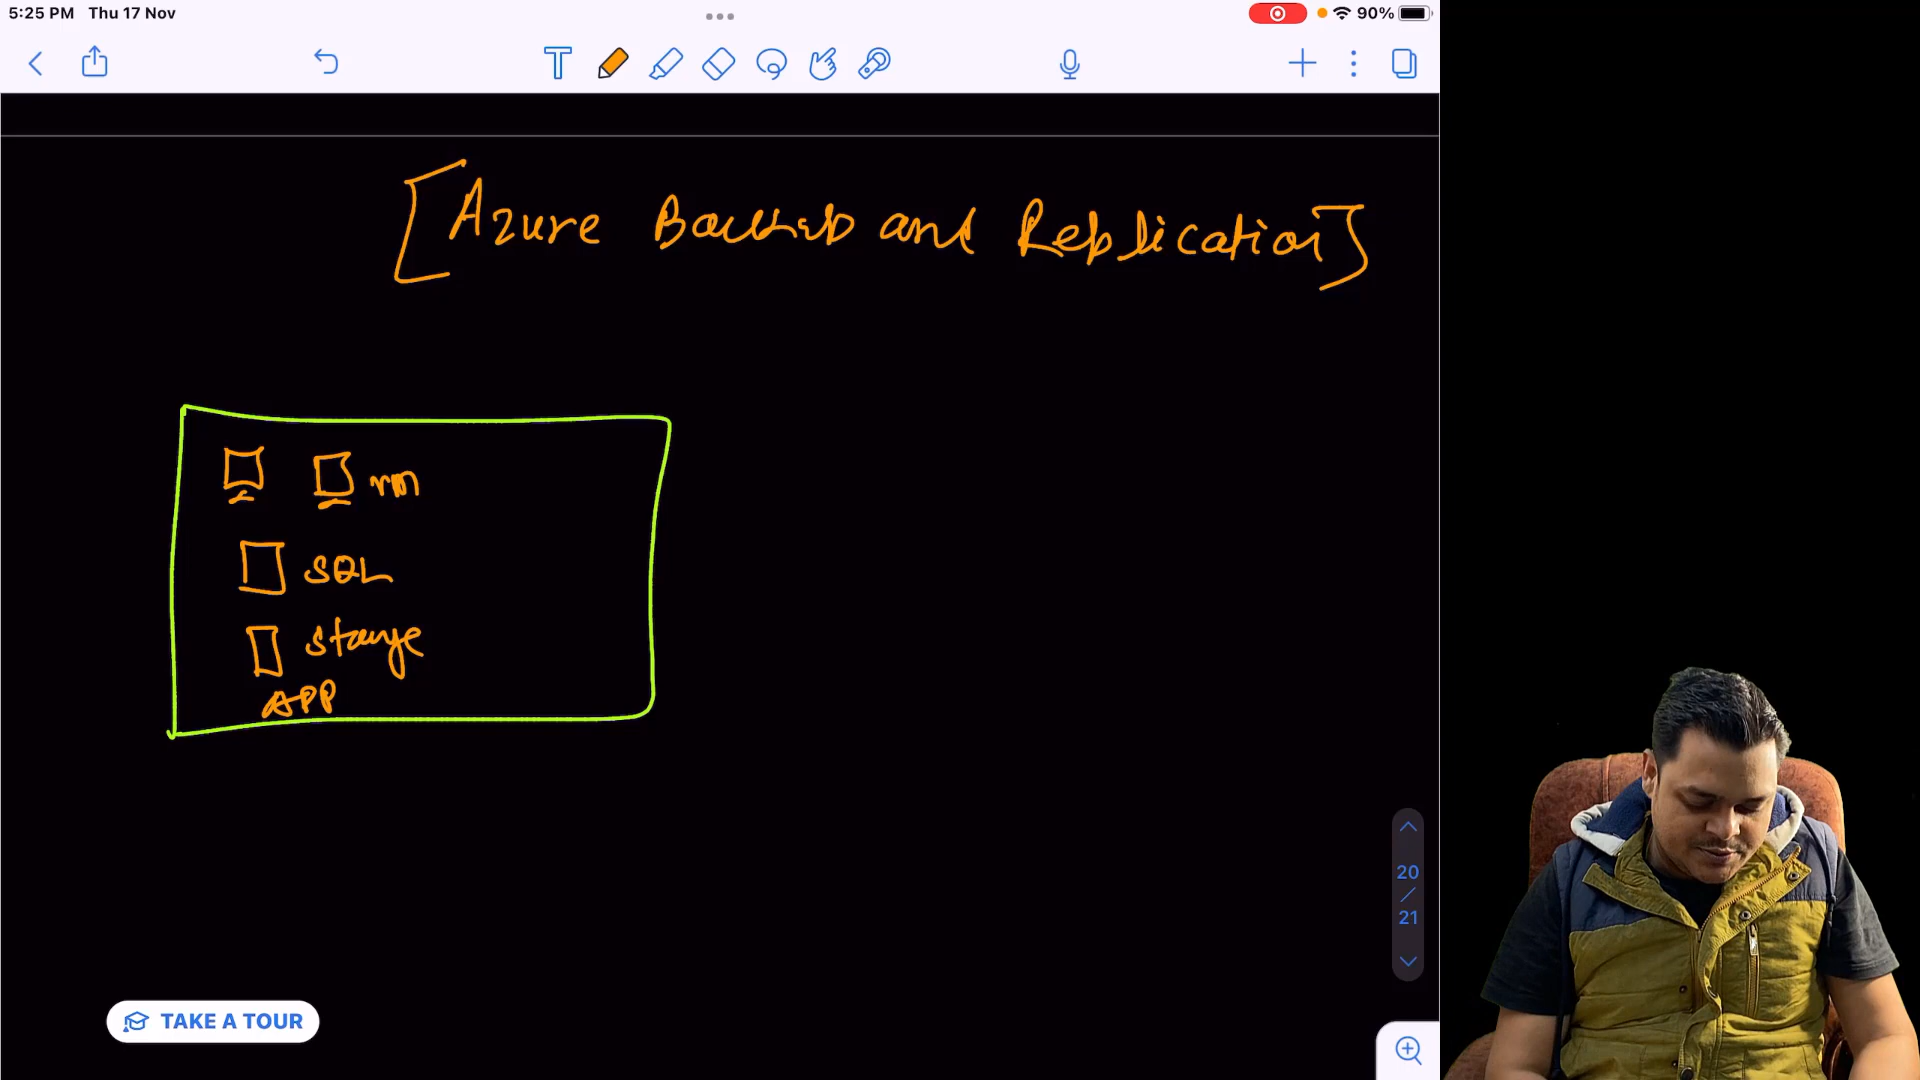 5:25 PM Thu 17 Nov
90%
T
[Azure Backup and Replication]
VM
SQL
Storage
APP
20
/
21
TAKE A TOUR